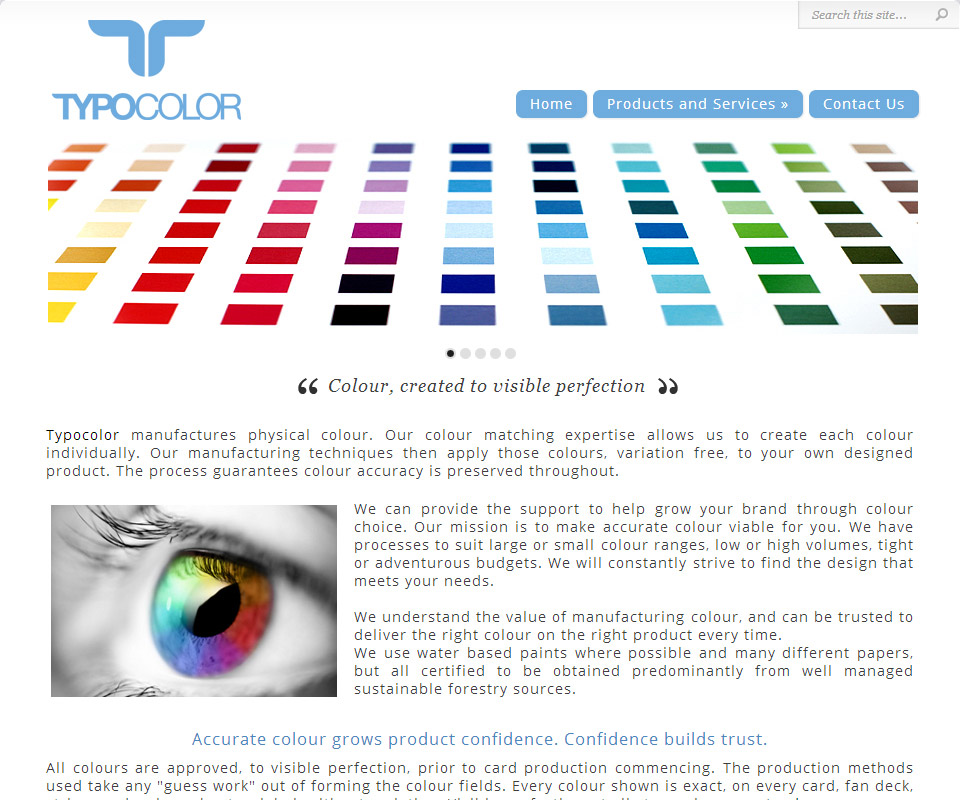 Search this site...
TYPOCOLOR
Home
Products and Services »
Contact Us
“ Colour, created to visible perfection ”
Typocolor manufactures physical colour. Our colour matching expertise allows us to create each colour
individually. Our manufacturing techniques then apply those colours, variation free, to your own designed
product. The process guarantees colour accuracy is preserved throughout.
We can provide the support to help grow your brand through colour
choice. Our mission is to make accurate colour viable for you. We have
processes to suit large or small colour ranges, low or high volumes, tight
or adventurous budgets. We will constantly strive to find the design that
meets your needs.
We understand the value of manufacturing colour, and can be trusted to
deliver the right colour on the right product every time.
We use water based paints where possible and many different papers,
but all certified to be obtained predominantly from well managed
sustainable forestry sources.
Accurate colour grows product confidence. Confidence builds trust.
All colours are approved, to visible perfection, prior to card production commencing. The production methods
used take any "guess work" out of forming the colour fields. Every colour shown is exact, on every card, fan deck,